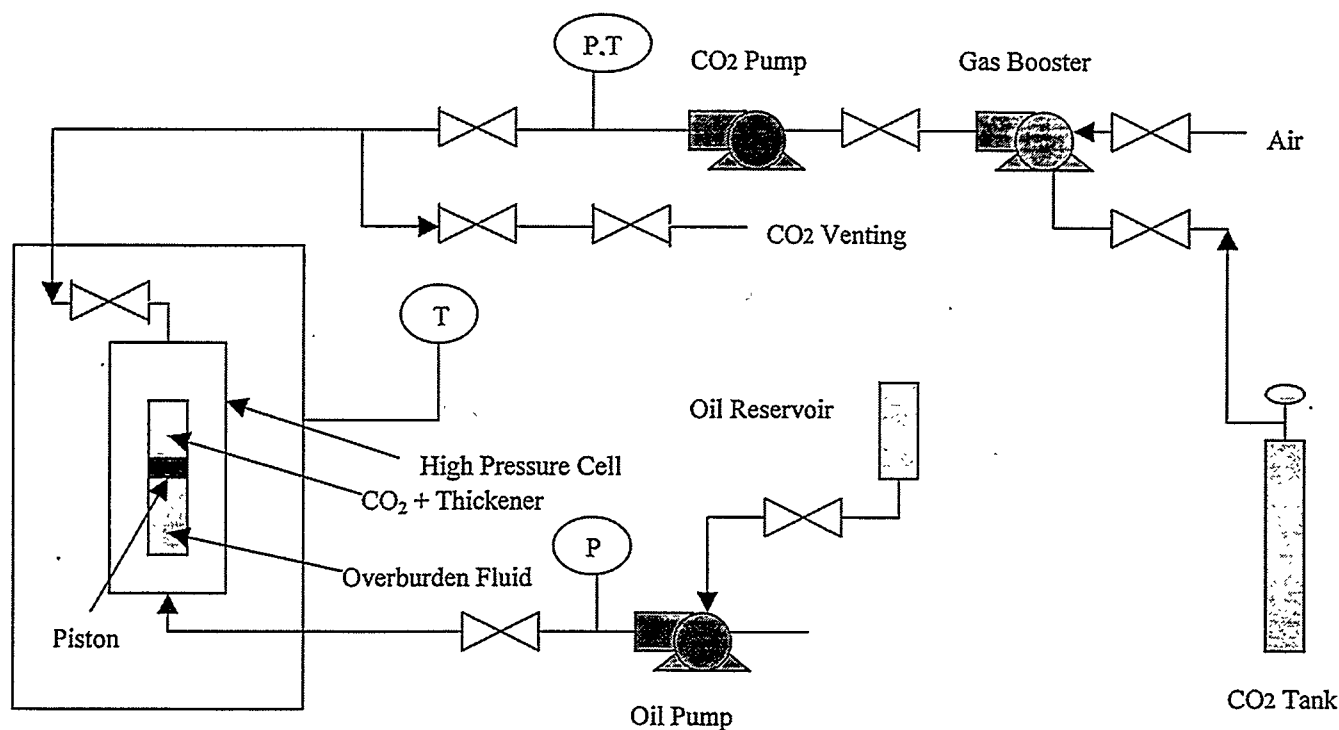 P,T
CO2 Pump
Gas Booster
Air
CO2 Venting
T
Oil Reservoir
High Pressure Cell
CO₂ + Thickener
P
Overburden Fluid
Piston
Oil Pump
CO2 Tank